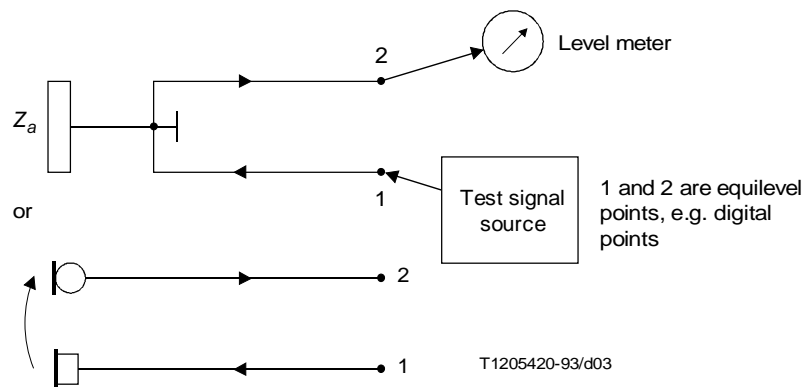 2
Level meter
Za
1
Test signal
source
1 and 2 are equilevel
points, e.g. digital
points
or
2
1
T1205420-93/d03